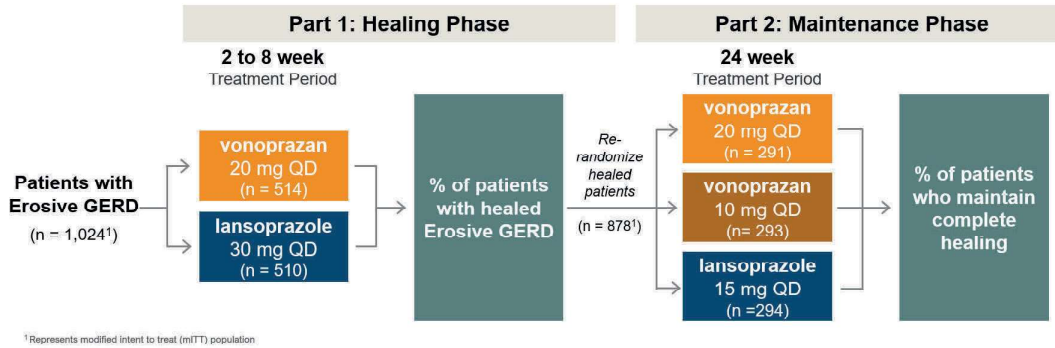 Part 1: Healing Phase
Part 2: Maintenance Phase
2 to 8 week
Treatment Period
24 week
Treatment Period
Patients with
Erosive GERD
(n = 1,024¹)
vonoprazan
20 mg QD
(n = 514)
lansoprazole
30 mg QD
(n = 510)
% of patients
with healed
Erosive GERD
Re-
randomize
healed
patients
(n = 878¹)
vonoprazan
20 mg QD
(n = 291)
vonoprazan
10 mg QD
(n= 293)
lansoprazole
15 mg QD
(n =294)
% of patients
who maintain
complete
healing
¹ Represents modified intent to treat (mITT) population